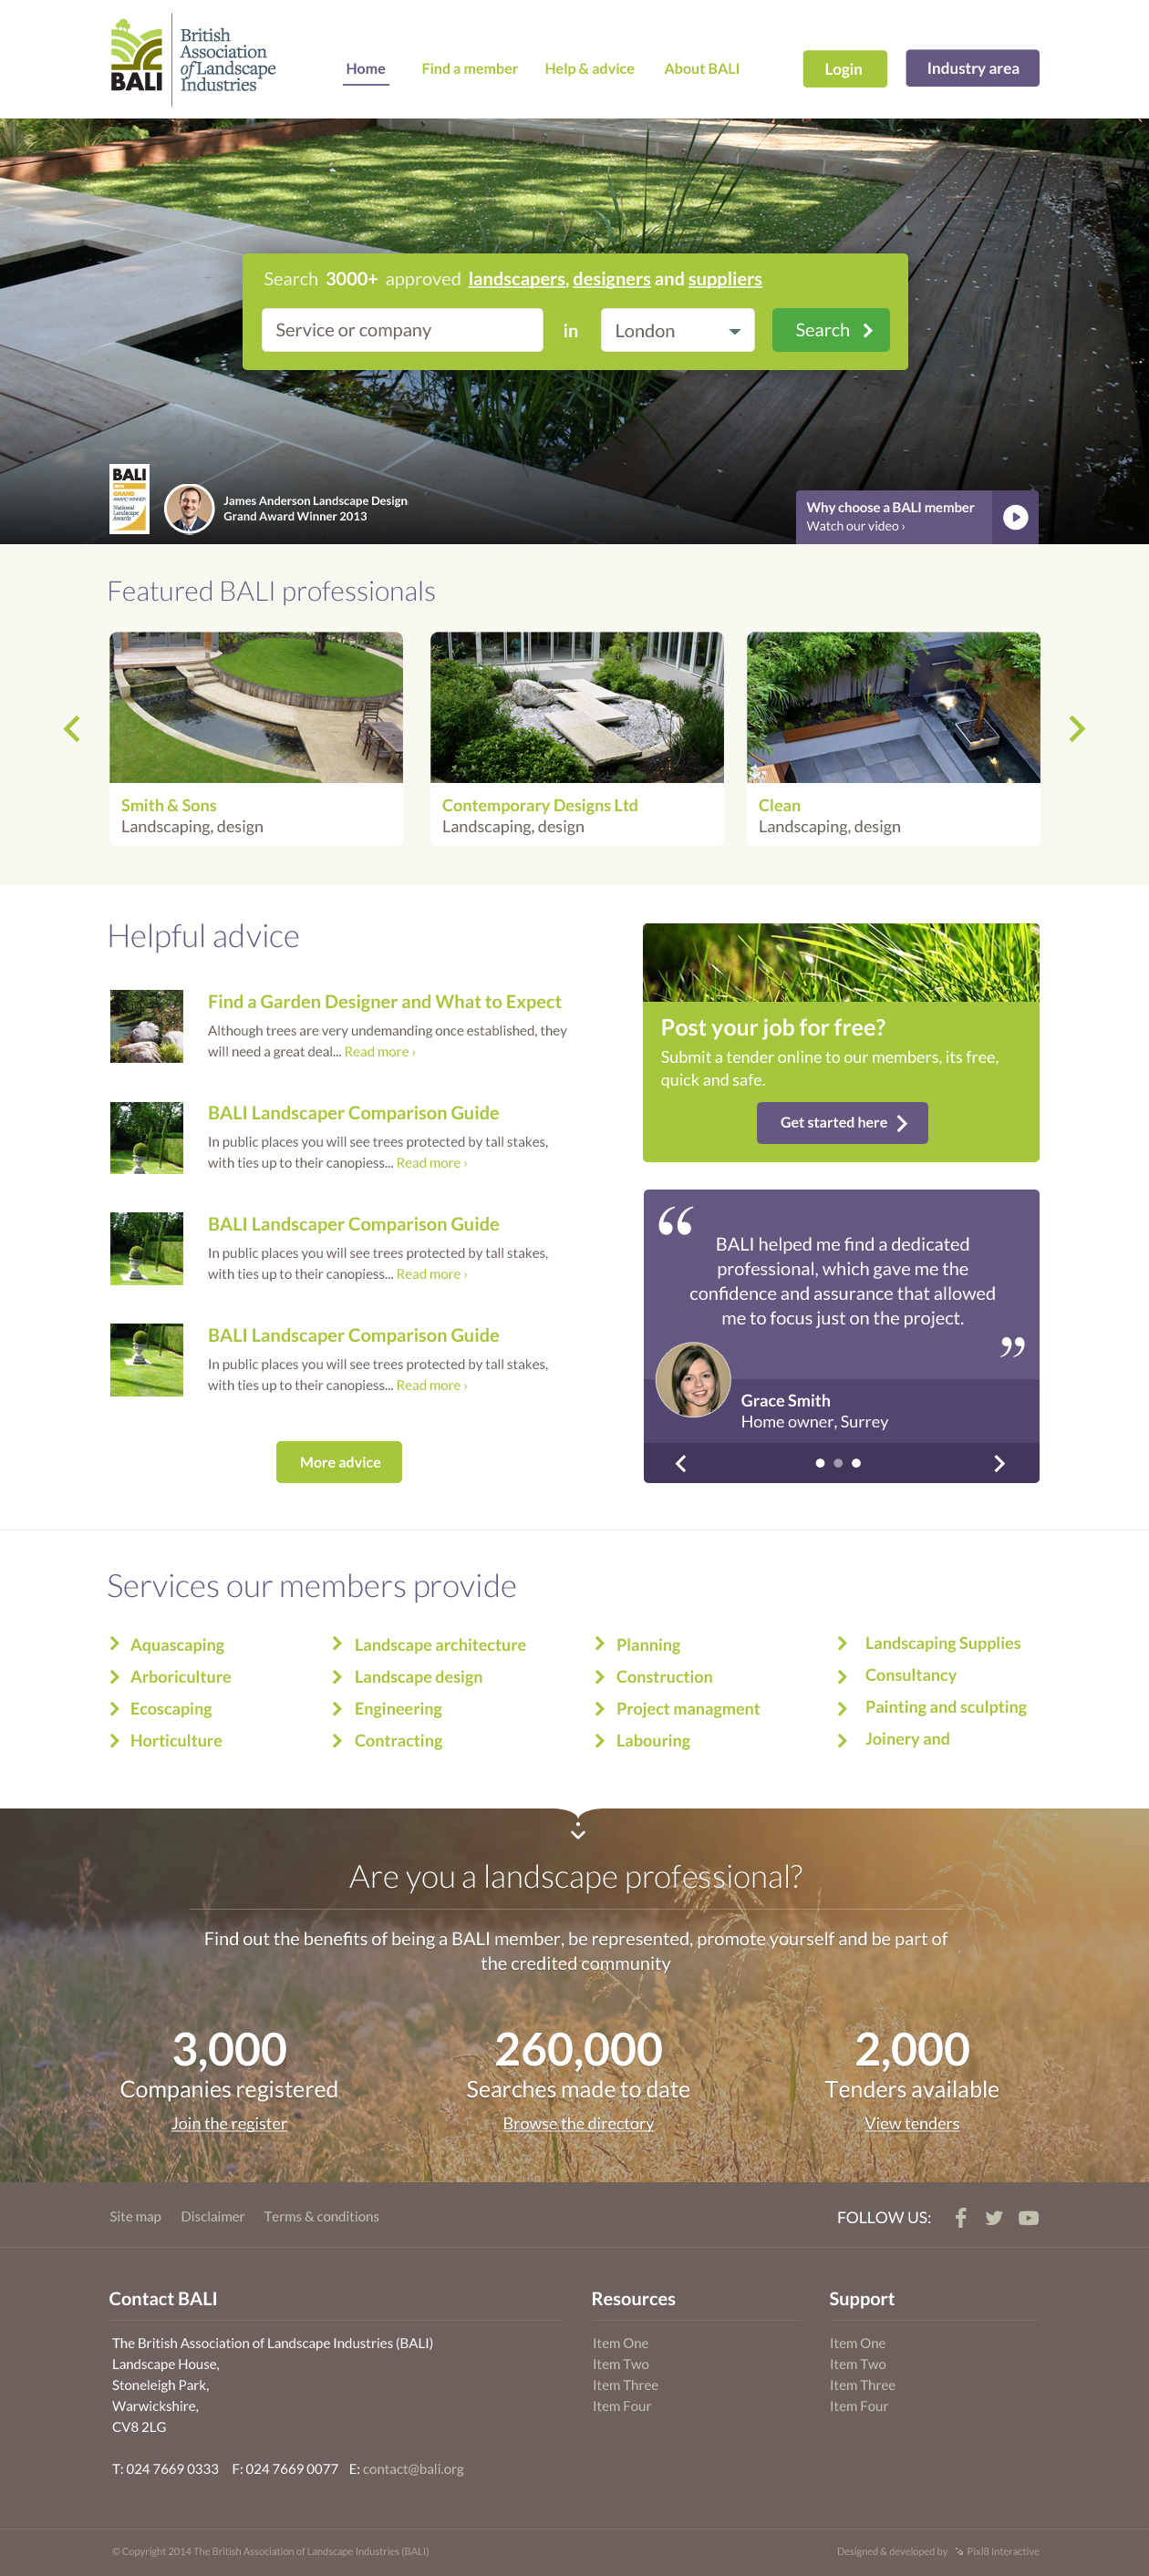 BALI
British
Association
of Landscape
Industries
Home
Find a member
Help & advice
About BALI
Login
Industry area
Search 3000+ approved landscapers, designers and suppliers
Service or company
in
London
Search
BALI
GRAND
AWARD WINNER
National
Landscape
Awards
James Anderson Landscape Design
Grand Award Winner 2013
Why choose a BALI member
Watch our video ›
Featured BALI professionals
Smith & Sons
Landscaping, design
Contemporary Designs Ltd
Landscaping, design
Clean
Landscaping, design
Helpful advice
Find a Garden Designer and What to Expect
Although trees are very undemanding once established, they
will need a great deal... Read more ›
BALI Landscaper Comparison Guide
In public places you will see trees protected by tall stakes,
with ties up to their canopiess... Read more ›
BALI Landscaper Comparison Guide
In public places you will see trees protected by tall stakes,
with ties up to their canopiess... Read more ›
BALI Landscaper Comparison Guide
In public places you will see trees protected by tall stakes,
with ties up to their canopiess... Read more ›
More advice
Post your job for free?
Submit a tender online to our members, its free,
quick and safe.
Get started here
“
BALI helped me find a dedicated
professional, which gave me the
confidence and assurance that allowed
me to focus just on the project.
”
Grace Smith
Home owner, Surrey
Services our members provide
Aquascaping
Arboriculture
Ecoscaping
Horticulture
Landscape architecture
Landscape design
Engineering
Contracting
Planning
Construction
Project managment
Labouring
Landscaping Supplies
Consultancy
Painting and sculpting
Joinery and
Are you a landscape professional?
Find out the benefits of being a BALI member, be represented, promote yourself and be part of
the credited community
3,000
Companies registered
Join the register
260,000
Searches made to date
Browse the directory
2,000
Tenders available
View tenders
Site map
Disclaimer
Terms & conditions
FOLLOW US:
Contact BALI
The British Association of Landscape Industries (BALI)
Landscape House,
Stoneleigh Park,
Warwickshire,
CV8 2LG
T: 024 7669 0333 F: 024 7669 0077 E: contact@bali.org
Resources
Item One
Item Two
Item Three
Item Four
Support
Item One
Item Two
Item Three
Item Four
© Copyright 2014 The British Association of Landscape Industries (BALI)
Designed & developed by Pixl8 Interactive